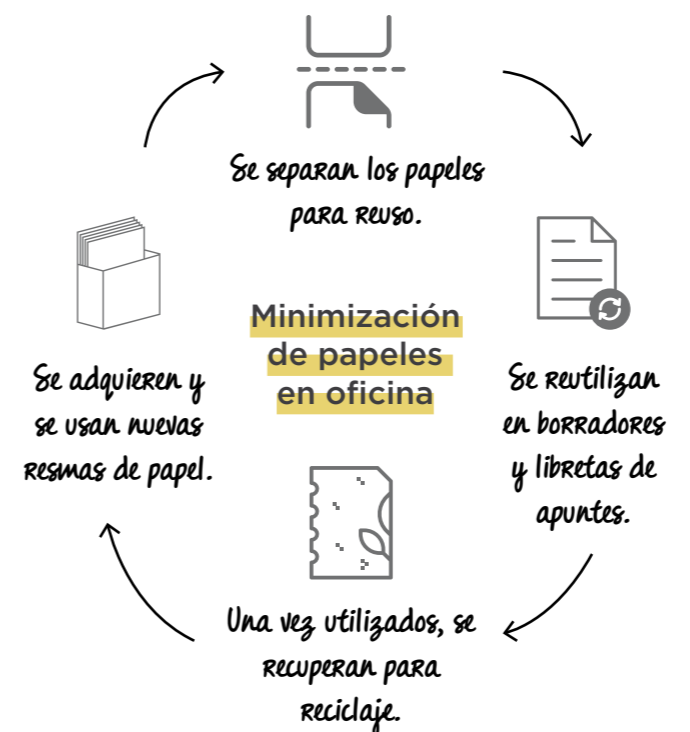 Se separan los papeles
para reuso.
Minimización
de papeles
en oficina
Se reutilizan
en borradores
y libretas de
apuntes.
Una vez utilizados, se
recuperan para
reciclaje.
Se adquieren y
se usan nuevas
resmas de papel.